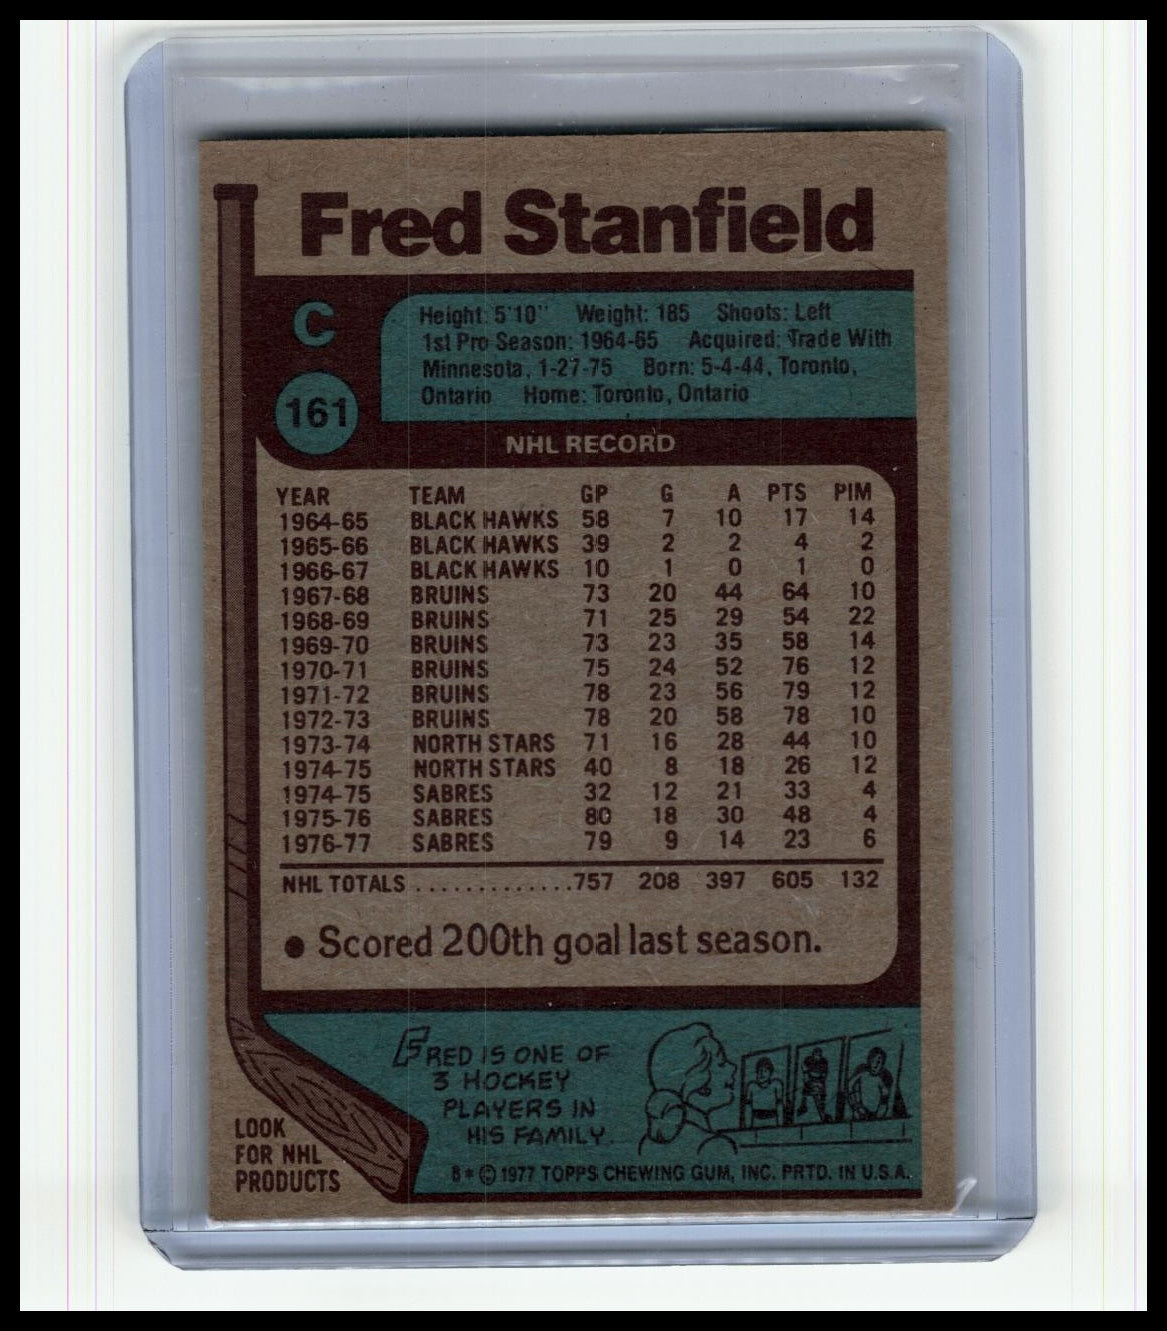 Fred Stanfield
C
Height: 5'10" Weight: 185 Shoots: Left
1st Pro Season: 1964-65 Acquired: Trade With
Minnesota, 1-27-75 Born: 5-4-44, Toronto,
Ontario Home: Toronto, Ontario
161
NHL RECORD
YEAR TEAM GP G A PTS PIM
1964-65 BLACK HAWKS 58 7 10 17 14
1965-66 BLACK HAWKS 39 2 2 4 2
1966-67 BLACK HAWKS 10 1 0 1 0
1967-68 BRUINS 73 20 44 64 10
1968-69 BRUINS 71 25 29 54 22
1969-70 BRUINS 73 23 35 58 14
1970-71 BRUINS 75 24 52 76 12
1971-72 BRUINS 78 23 56 79 12
1972-73 BRUINS 78 20 58 78 10
1973-74 NORTH STARS 71 16 28 44 10
1974-75 NORTH STARS 40 8 18 26 12
1974-75 SABRES 32 12 21 33 4
1975-76 SABRES 80 18 30 48 4
1976-77 SABRES 79 9 14 23 6
NHL TOTALS .............757 208 397 605 132
• Scored 200th goal last season.
FRED IS ONE OF
3 HOCKEY
PLAYERS IN
HIS FAMILY.
LOOK
FOR NHL
PRODUCTS
8 * © 1977 TOPPS CHEWING GUM, INC. PRTD. IN U.S.A.